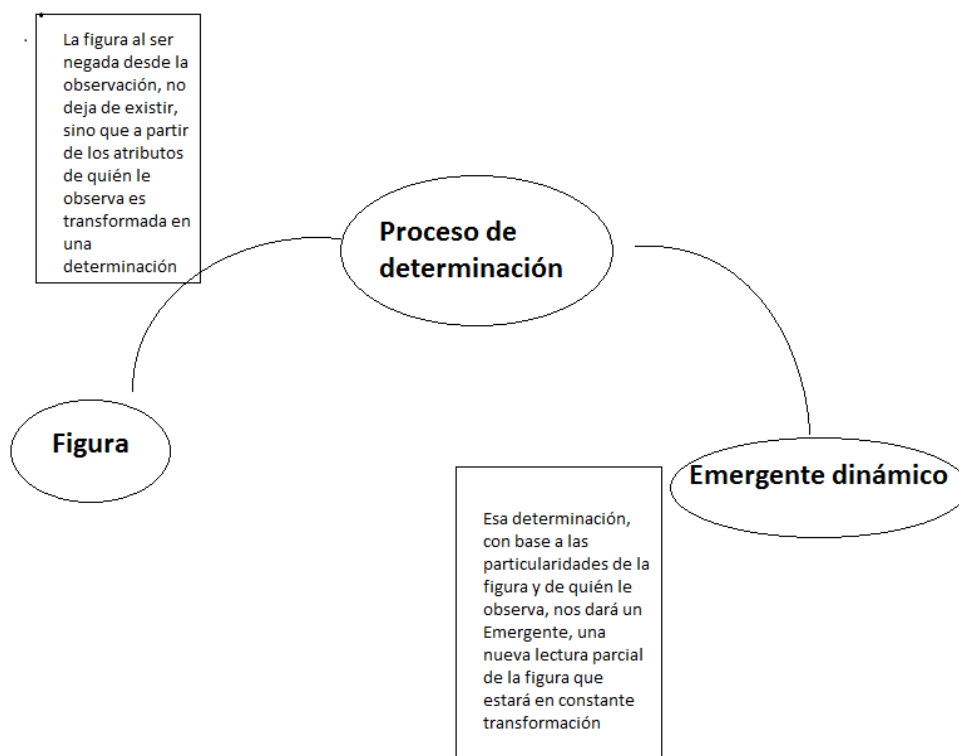 La figura al ser
negada desde la
observación, no
deja de existir,
sino que a partir
de los atributos
de quién le
observa es
transformada en
una
determinación
Proceso de
determinación
Figura
Emergente dinámico
Esa determinación,
con base a las
particularidades de la
figura y de quién le
observa, nos dará un
Emergente, una
nueva lectura parcial
de la figura que
estará en constante
transformación